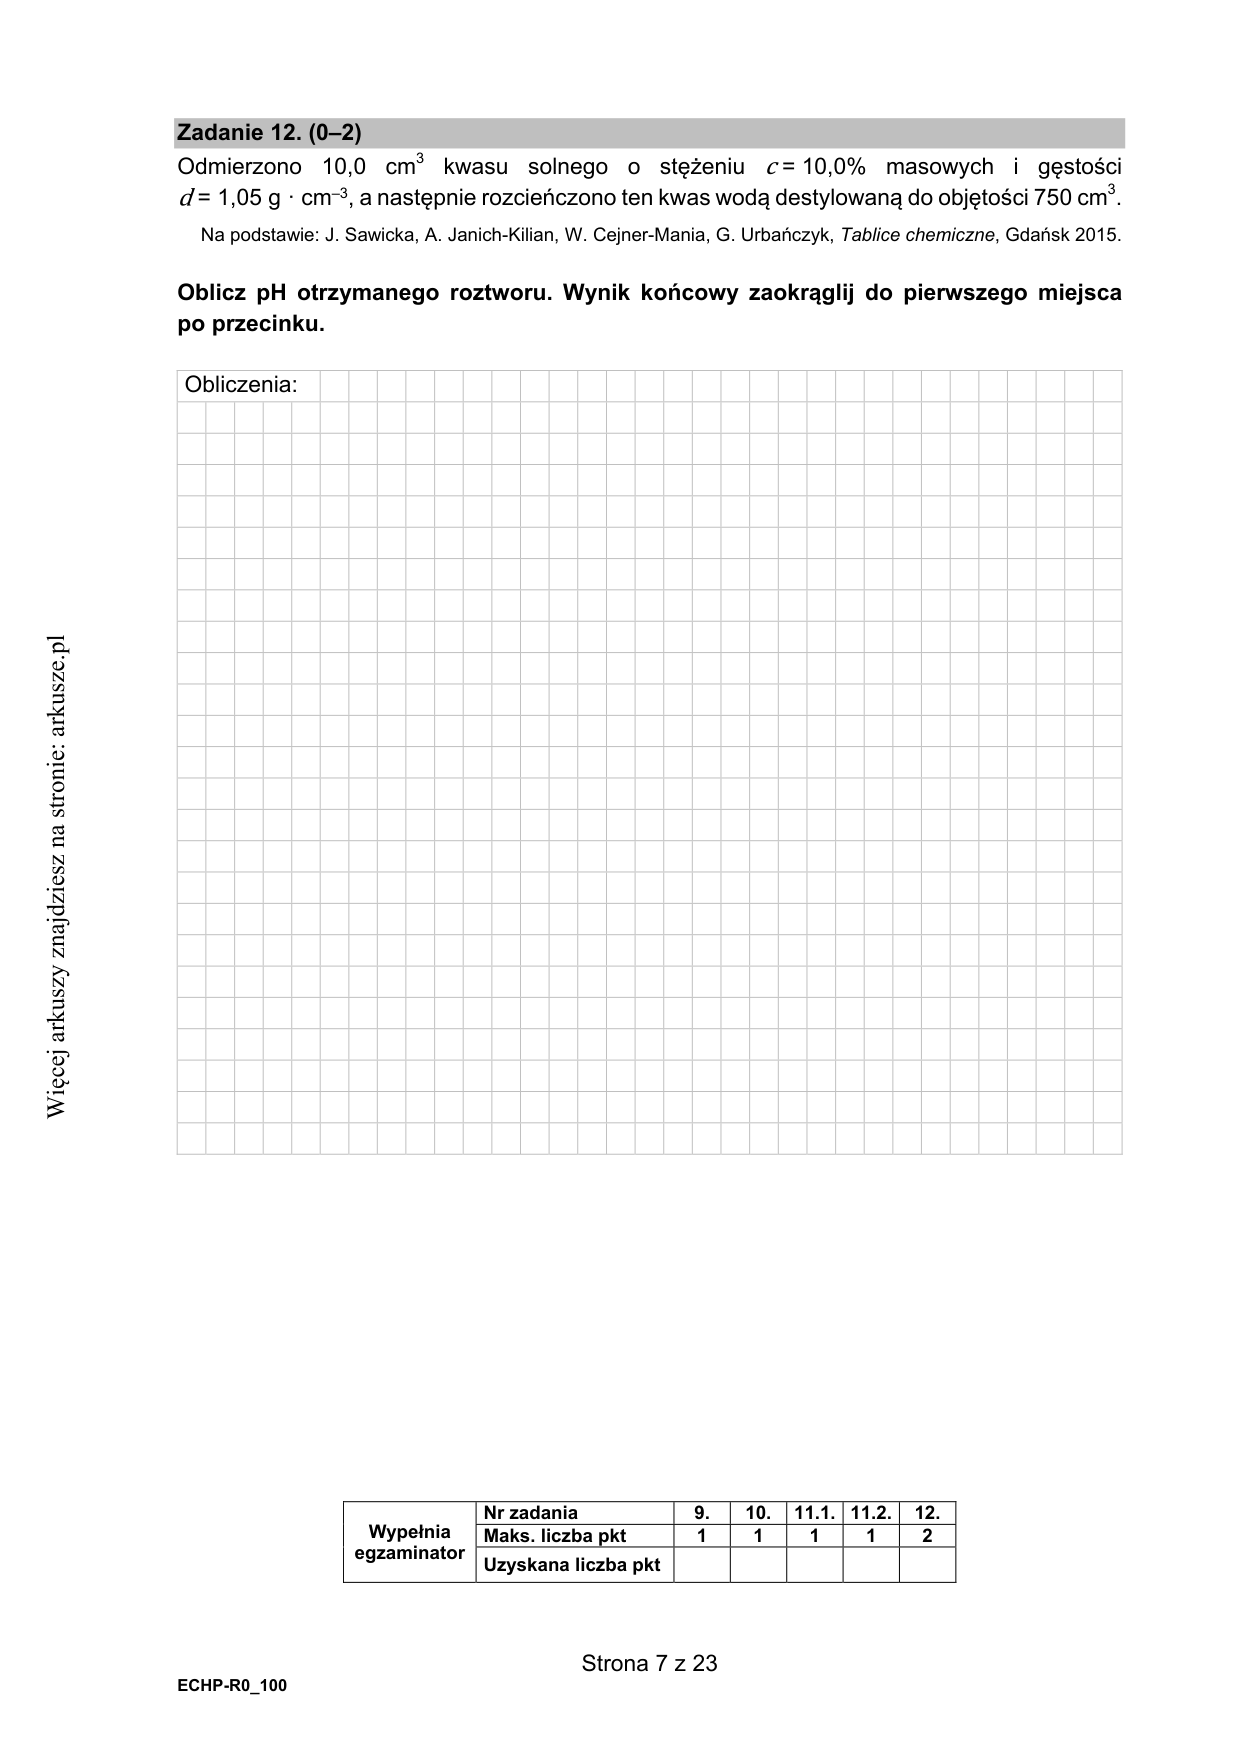 Zadanie 12. (0–2)
Odmierzono 10,0 cm³ kwasu solnego o stężeniu c = 10,0% masowych i gęstości
d = 1,05 g · cm⁻³, a następnie rozcieńczono ten kwas wodą destylowaną do objętości 750 cm³.
Na podstawie: J. Sawicka, A. Janich-Kilian, W. Cejner-Mania, G. Urbańczyk, Tablice chemiczne, Gdańsk 2015.
Oblicz pH otrzymanego roztworu. Wynik końcowy zaokrąglij do pierwszego miejsca
po przecinku.
Obliczenia:
Więcej arkuszy znajdziesz na stronie: arkusze.pl
Wypełnia egzaminator
Nr zadania 9. 10. 11.1. 11.2. 12.
Maks. liczba pkt 1 1 1 1 2
Uzyskana liczba pkt
Strona 7 z 23
ECHP-R0_100